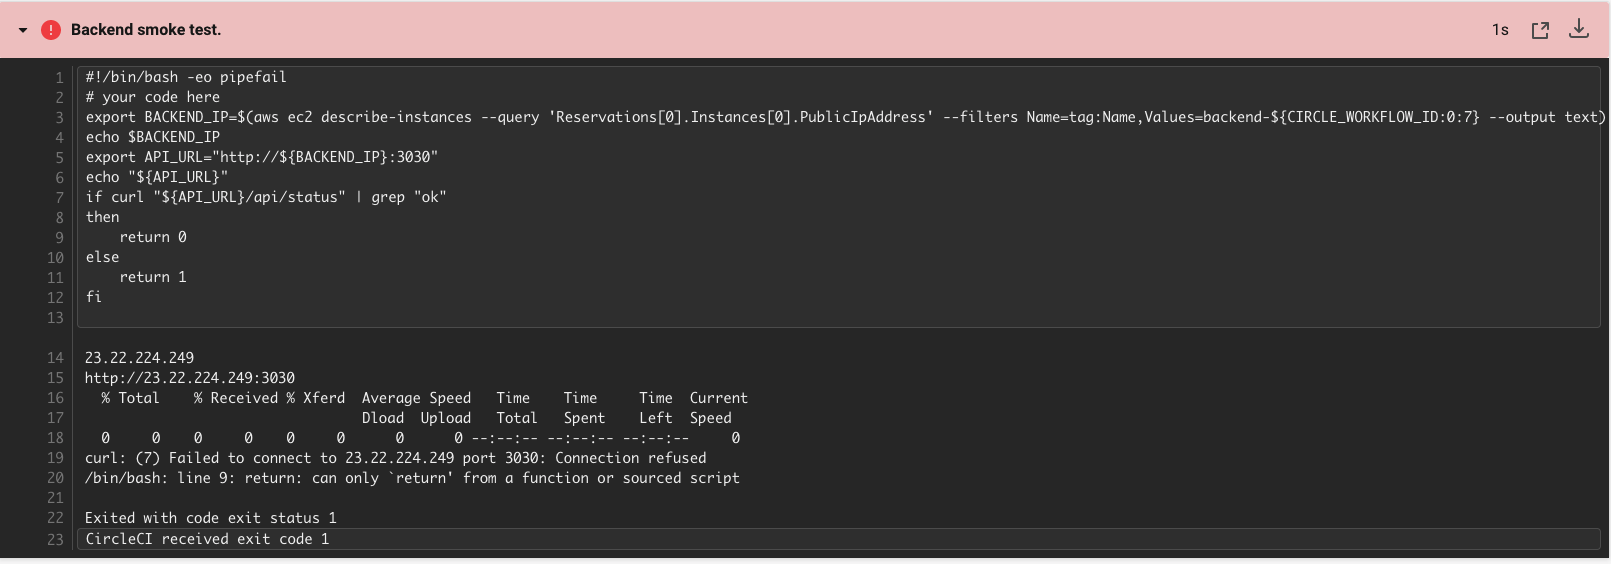 Backend smoke test.
1s
1 #!/bin/bash -eo pipefail
2 # your code here
3 export BACKEND_IP=$(aws ec2 describe-instances --query 'Reservations[0].Instances[0].PublicIpAddress' --filters Name=tag:Name,Values=backend-${CIRCLE_WORKFLOW_ID:0:7} --output text)
4 echo $BACKEND_IP
5 export API_URL="http://${BACKEND_IP}:3030"
6 echo "${API_URL}"
7 if curl "${API_URL}/api/status" | grep "ok"
8 then
9     return 0
10 else
11     return 1
12 fi
13
14 23.22.224.249
15 http://23.22.224.249:3030
16   % Total    % Received % Xferd  Average Speed   Time    Time     Time  Current
17                                  Dload  Upload   Total   Spent    Left  Speed
18   0     0    0     0    0     0      0      0 --:--:-- --:--:-- --:--:--     0
19 curl: (7) Failed to connect to 23.22.224.249 port 3030: Connection refused
20 /bin/bash: line 9: return: can only `return' from a function or sourced script
21
22 Exited with code exit status 1
23 CircleCI received exit code 1